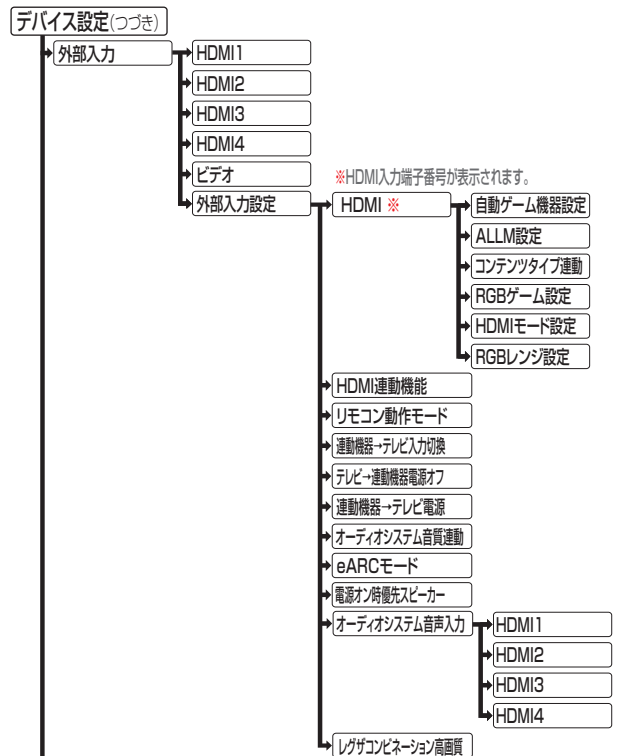 デバイス設定(つづき)
外部入力
HDMI1
HDMI2
HDMI3
HDMI4
ビデオ
※HDMI入力端子番号が表示されます。
外部入力設定
HDMI ※
自動ゲーム機器設定
ALLM設定
コンテンツタイプ連動
RGBゲーム設定
HDMIモード設定
RGBレンジ設定
HDMI連動機能
リモコン動作モード
連動機器→テレビ入力切換
テレビ→連動機器電源オフ
連動機器→テレビ電源
オーディオシステム音質連動
eARCモード
電源オン時優先スピーカー
オーディオシステム音声入力
HDMI1
HDMI2
HDMI3
HDMI4
レグザコンビネーション高画質